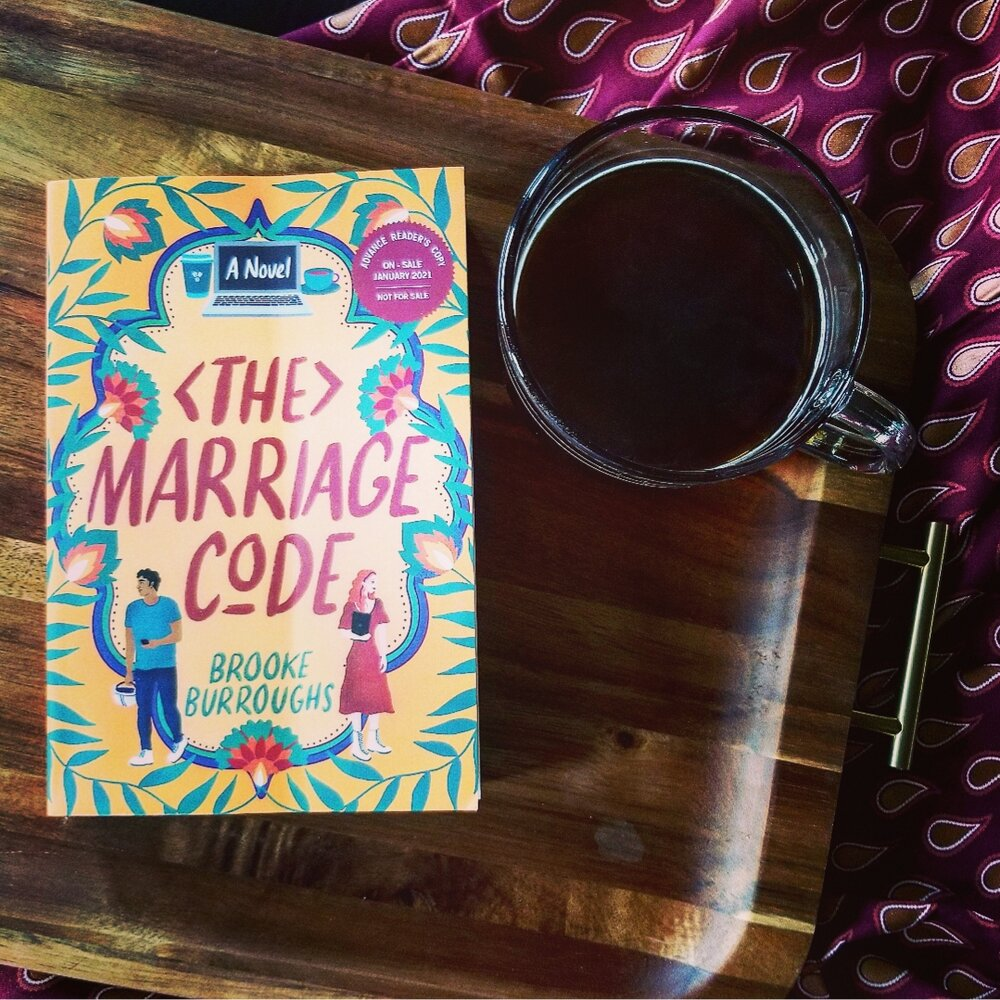 A Novel
ADVANCE READER'S COPY
ON-SALE
JANUARY 2021
NOT FOR SALE
<THE>
MARRIAGE
CODE
BROOKE
BURROUGHS